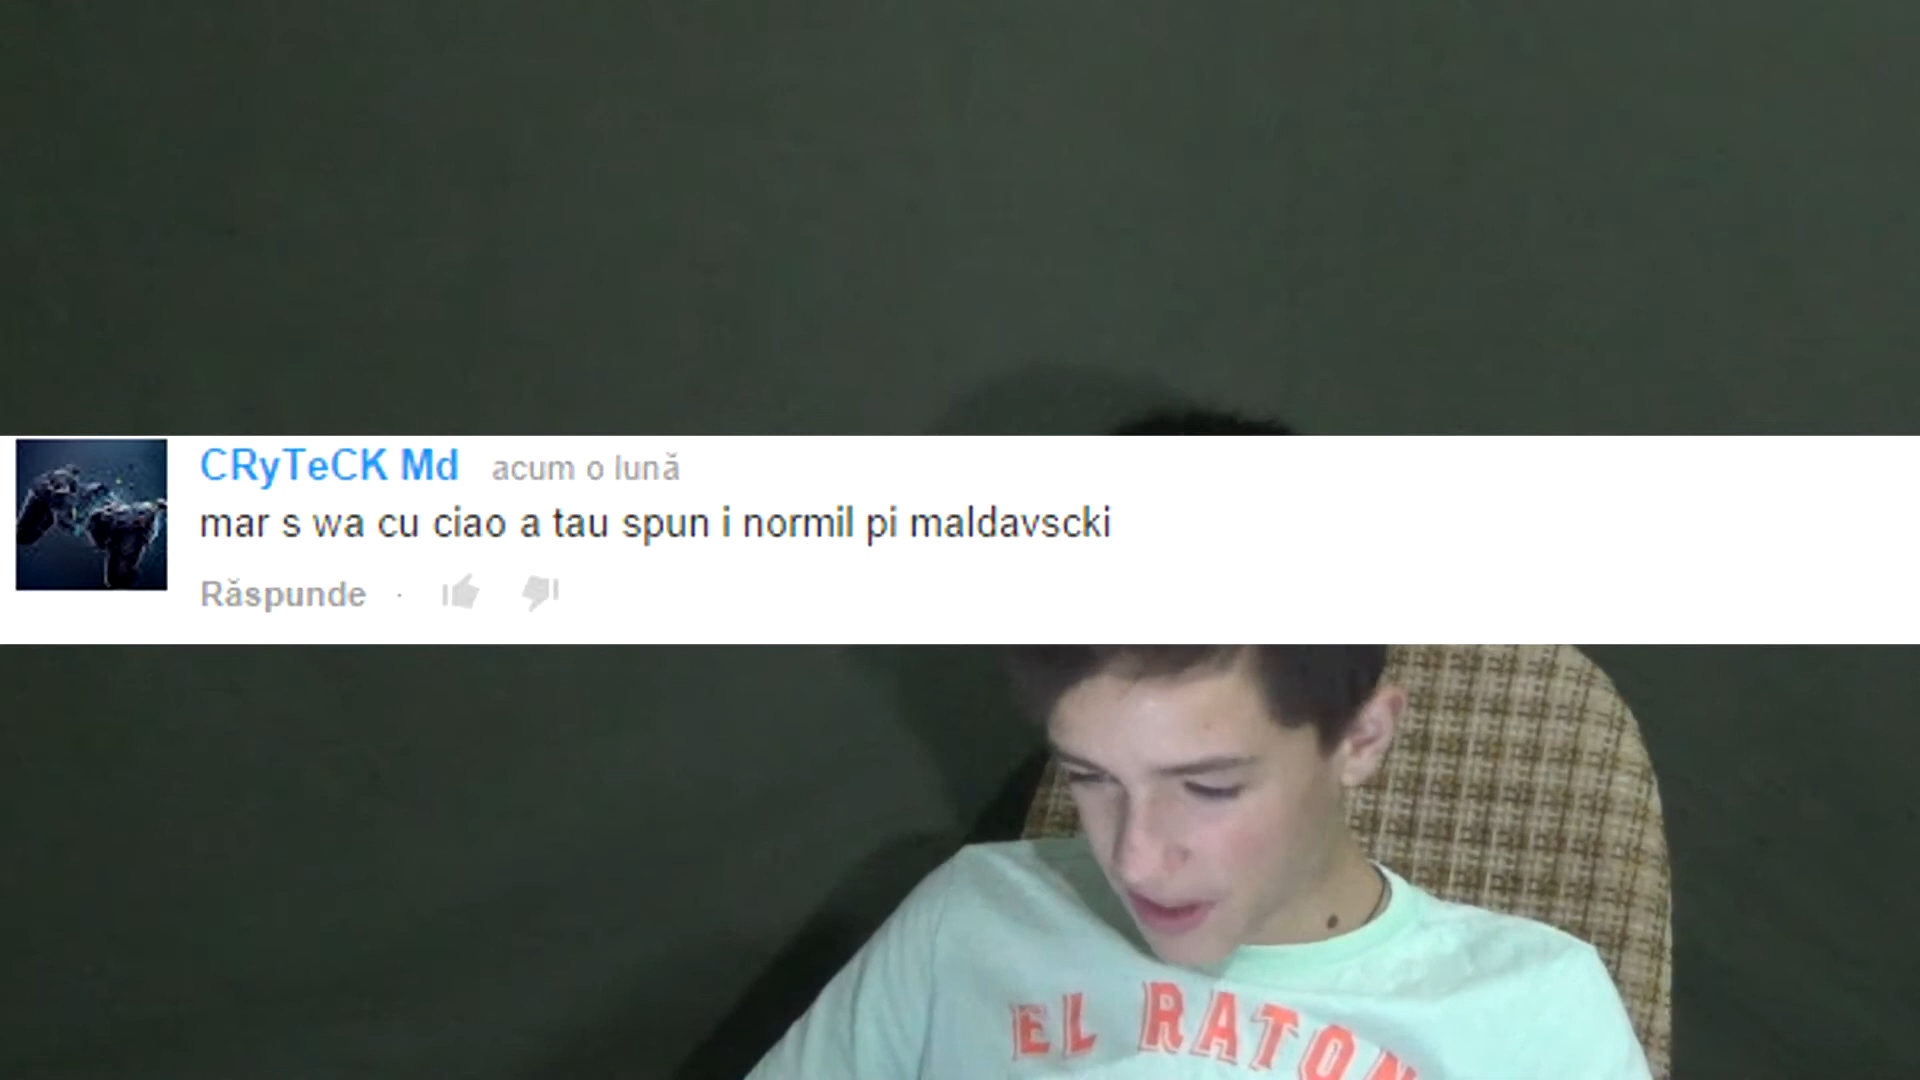 CRyTeCK Md acum o lună
mar s wa cu ciao a tau spun i normil pi maldavscki
Răspunde ·
EL RATON